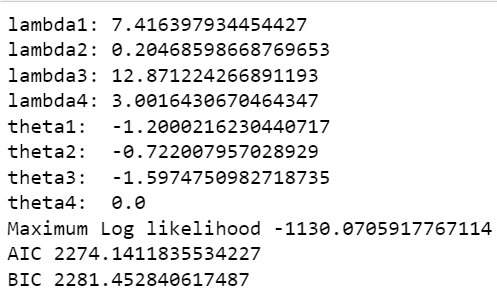 lambda1: 7.416397934454427
lambda2: 0.20468598668769653
lambda3: 12.871224266891193
lambda4: 3.0016430670464347
theta1:  -1.2000216230440717
theta2:  -0.722007957028929
theta3:  -1.5974750982718735
theta4:  0.0
Maximum Log likelihood -1130.0705917767114
AIC 2274.1411835534227
BIC 2281.452840617487